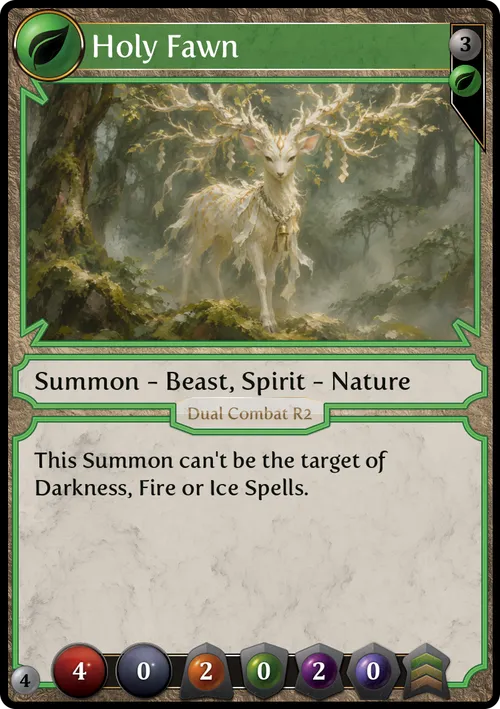 Holy Fawn
3
Summon – Beast, Spirit – Nature
Dual Combat R2
This Summon can't be the target of
Darkness, Fire or Ice Spells.
4 4* 0* 2 0 2 0